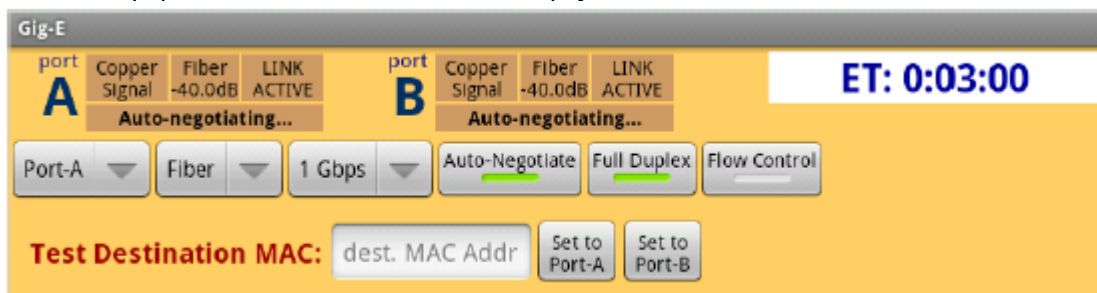 Gig-E
port A Copper Signal Fiber -40.0dB LINK ACTIVE Auto-negotiating...
port B Copper Signal Fiber -40.0dB LINK ACTIVE Auto-negotiating...
ET: 0:03:00
Port-A Fiber 1 Gbps Auto-Negotiate Full Duplex Flow Control
Test Destination MAC: dest. MAC Addr Set to Port-A Set to Port-B